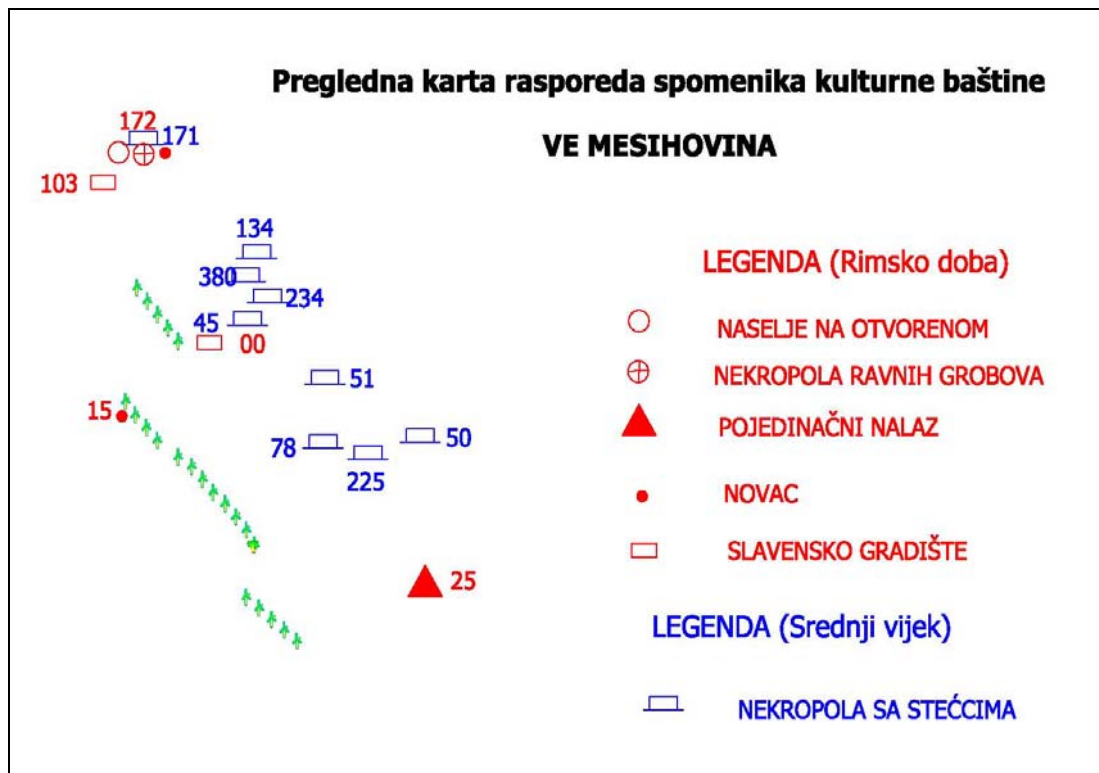 Pregledna karta rasporeda spomenika kulturne baštine
VE MESIHOVINA
172
171
103
134
380
234
45
00
51
15
78
50
225
25
LEGENDA (Rimsko doba)
NASELJE NA OTVORENOM
NEKROPOLA RAVNIH GROBOVA
POJEDINAČNI NALAZ
NOVAC
SLAVENSKO GRADIŠTE
LEGENDA (Srednji vijek)
NEKROPOLA SA STEĆCIMA